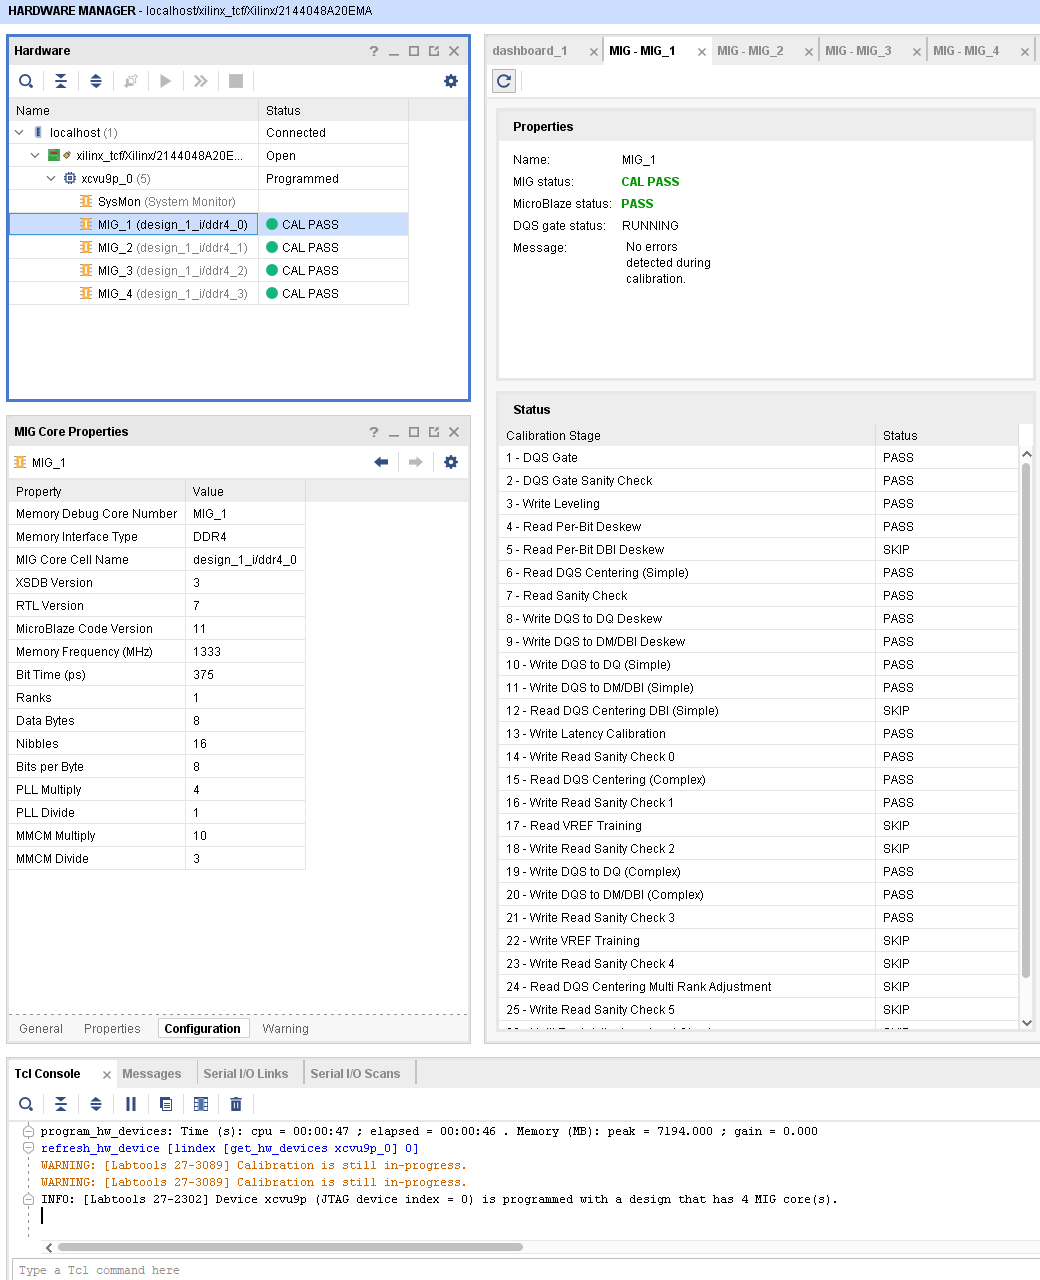 HARDWARE MANAGER - localhost/xilinx_tcf/Xilinx/2144048A20EMA
Hardware
Name Status
localhost (1) Connected
xilinx_tcf/Xilinx/2144048A20E... Open
xcvu9p_0 (5) Programmed
SysMon (System Monitor)
MIG_1 (design_1_i/ddr4_0) CAL PASS
MIG_2 (design_1_i/ddr4_1) CAL PASS
MIG_3 (design_1_i/ddr4_2) CAL PASS
MIG_4 (design_1_i/ddr4_3) CAL PASS
MIG Core Properties
MIG_1
Property Value
Memory Debug Core Number MIG_1
Memory Interface Type DDR4
MIG Core Cell Name design_1_i/ddr4_0
XSDB Version 3
RTL Version 7
MicroBlaze Code Version 11
Memory Frequency (MHz) 1333
Bit Time (ps) 375
Ranks 1
Data Bytes 8
Nibbles 16
Bits per Byte 8
PLL Multiply 4
PLL Divide 1
MMCM Multiply 10
MMCM Divide 3
General Properties Configuration Warning
dashboard_1 MIG - MIG_1 MIG - MIG_2 MIG - MIG_3 MIG - MIG_4
Properties
Name: MIG_1
MIG status: CAL PASS
MicroBlaze status: PASS
DQS gate status: RUNNING
Message: No errors
detected during
calibration.
Status
Calibration Stage Status
1 - DQS Gate PASS
2 - DQS Gate Sanity Check PASS
3 - Write Leveling PASS
4 - Read Per-Bit Deskew PASS
5 - Read Per-Bit DBI Deskew SKIP
6 - Read DQS Centering (Simple) PASS
7 - Read Sanity Check PASS
8 - Write DQS to DQ Deskew PASS
9 - Write DQS to DM/DBI Deskew PASS
10 - Write DQS to DQ (Simple) PASS
11 - Write DQS to DM/DBI (Simple) PASS
12 - Read DQS Centering DBI (Simple) SKIP
13 - Write Latency Calibration PASS
14 - Write Read Sanity Check 0 PASS
15 - Read DQS Centering (Complex) PASS
16 - Write Read Sanity Check 1 PASS
17 - Read VREF Training SKIP
18 - Write Read Sanity Check 2 SKIP
19 - Write DQS to DQ (Complex) PASS
20 - Write DQS to DM/DBI (Complex) PASS
21 - Write Read Sanity Check 3 PASS
22 - Write VREF Training SKIP
23 - Write Read Sanity Check 4 SKIP
24 - Read DQS Centering Multi Rank Adjustment SKIP
25 - Write Read Sanity Check 5 SKIP
Tcl Console Messages Serial I/O Links Serial I/O Scans
program_hw_devices: Time (s): cpu = 00:00:47 ; elapsed = 00:00:46 . Memory (MB): peak = 7194.000 ; gain = 0.000
refresh_hw_device [lindex [get_hw_devices xcvu9p_0] 0]
WARNING: [Labtools 27-3089] Calibration is still in-progress.
WARNING: [Labtools 27-3089] Calibration is still in-progress.
INFO: [Labtools 27-2302] Device xcvu9p (JTAG device index = 0) is programmed with a design that has 4 MIG core(s).
Type a Tcl command here